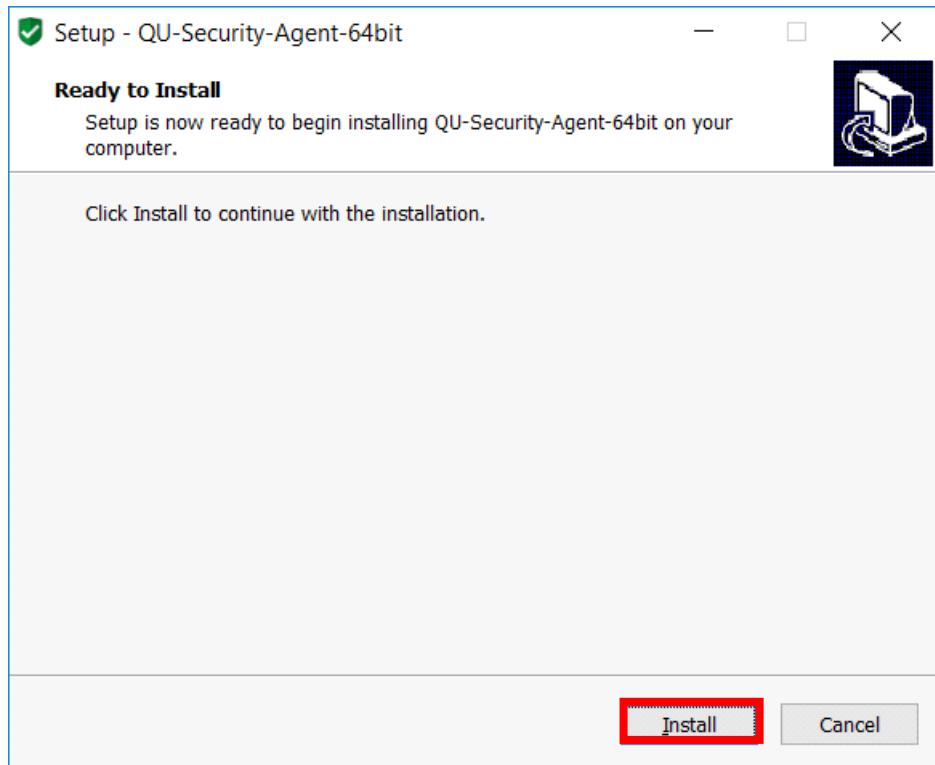 Setup - QU-Security-Agent-64bit
Ready to Install
Setup is now ready to begin installing QU-Security-Agent-64bit on your
computer.
Click Install to continue with the installation.
Install
Cancel